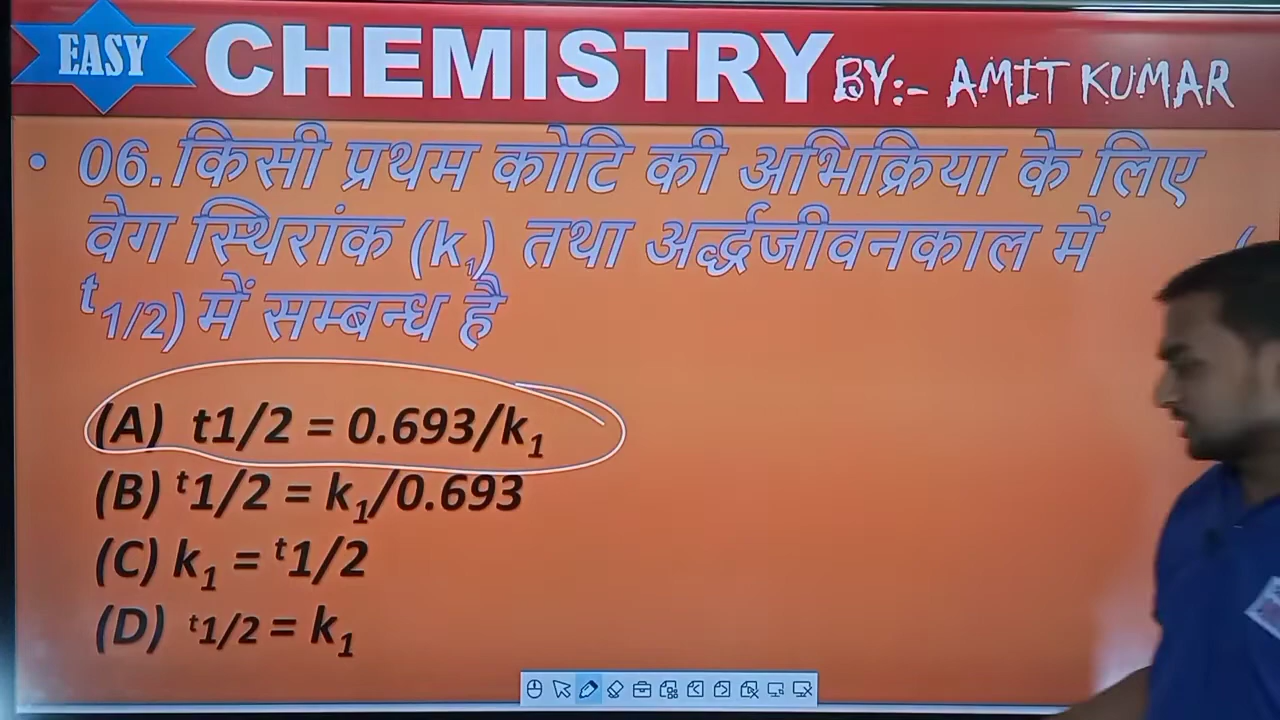 EASY CHEMISTRY BY:- AMIT KUMAR
• 06.किसी प्रथम कोटि की अभिक्रिया के लिए
वेग स्थिरांक (k₁) तथा अर्द्धजीवनकाल में (
t1/2) में सम्बन्ध है
(A) t1/2 = 0.693/k₁
(B) t1/2 = k₁/0.693
(C) k₁ = t1/2
(D) t1/2 = k₁